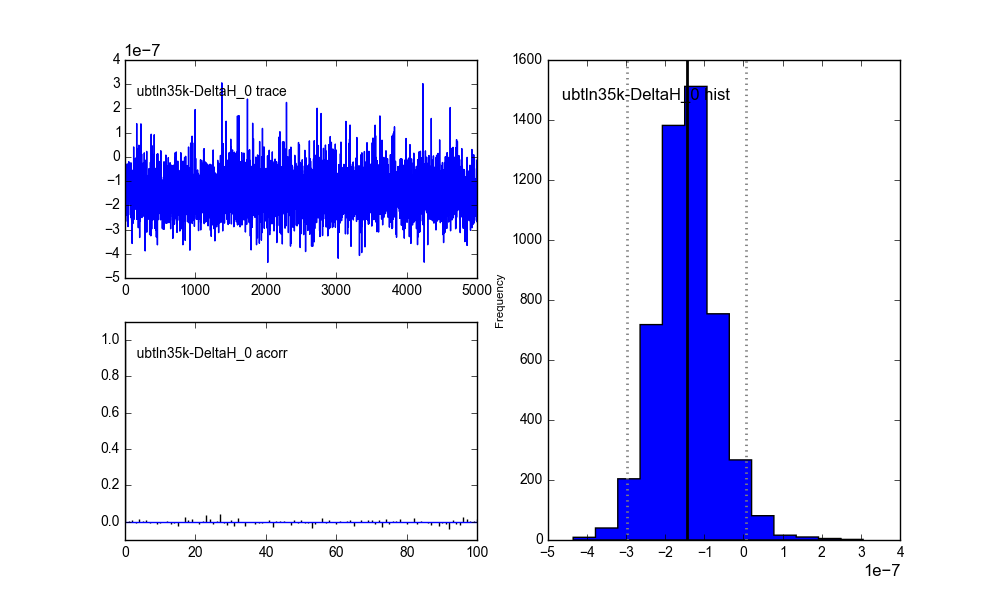 1e−7
4
3
2
1
0
−1
−2
−3
−4
−5
ubtln35k-DeltaH_0 trace
0 1000 2000 3000 4000 5000
1.0
0.8
0.6
0.4
0.2
0.0
ubtln35k-DeltaH_0 acorr
0 20 40 60 80 100
Frequency
1600
1400
1200
1000
800
600
400
200
0
ubtln35k-DeltaH_0 hist
−5 −4 −3 −2 −1 0 1 2 3 4
1e−7